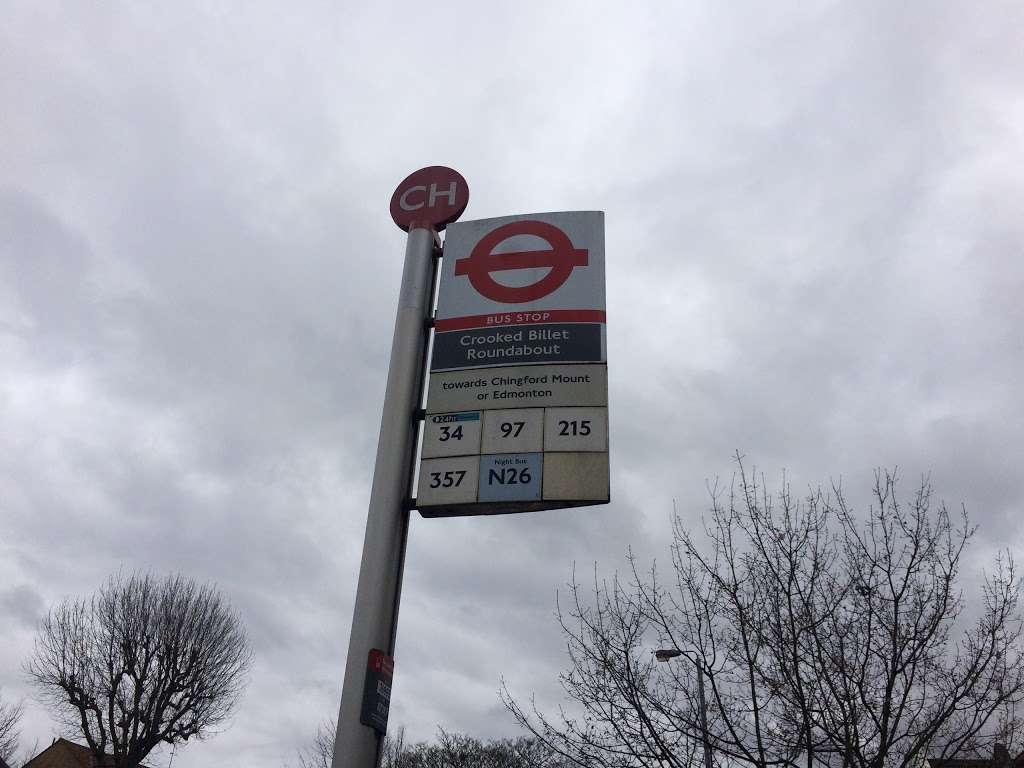 CH
BUS STOP
Crooked Billet
Roundabout
towards Chingford Mount
or Edmonton
24hr
34
97
215
Night Bus
357
N26